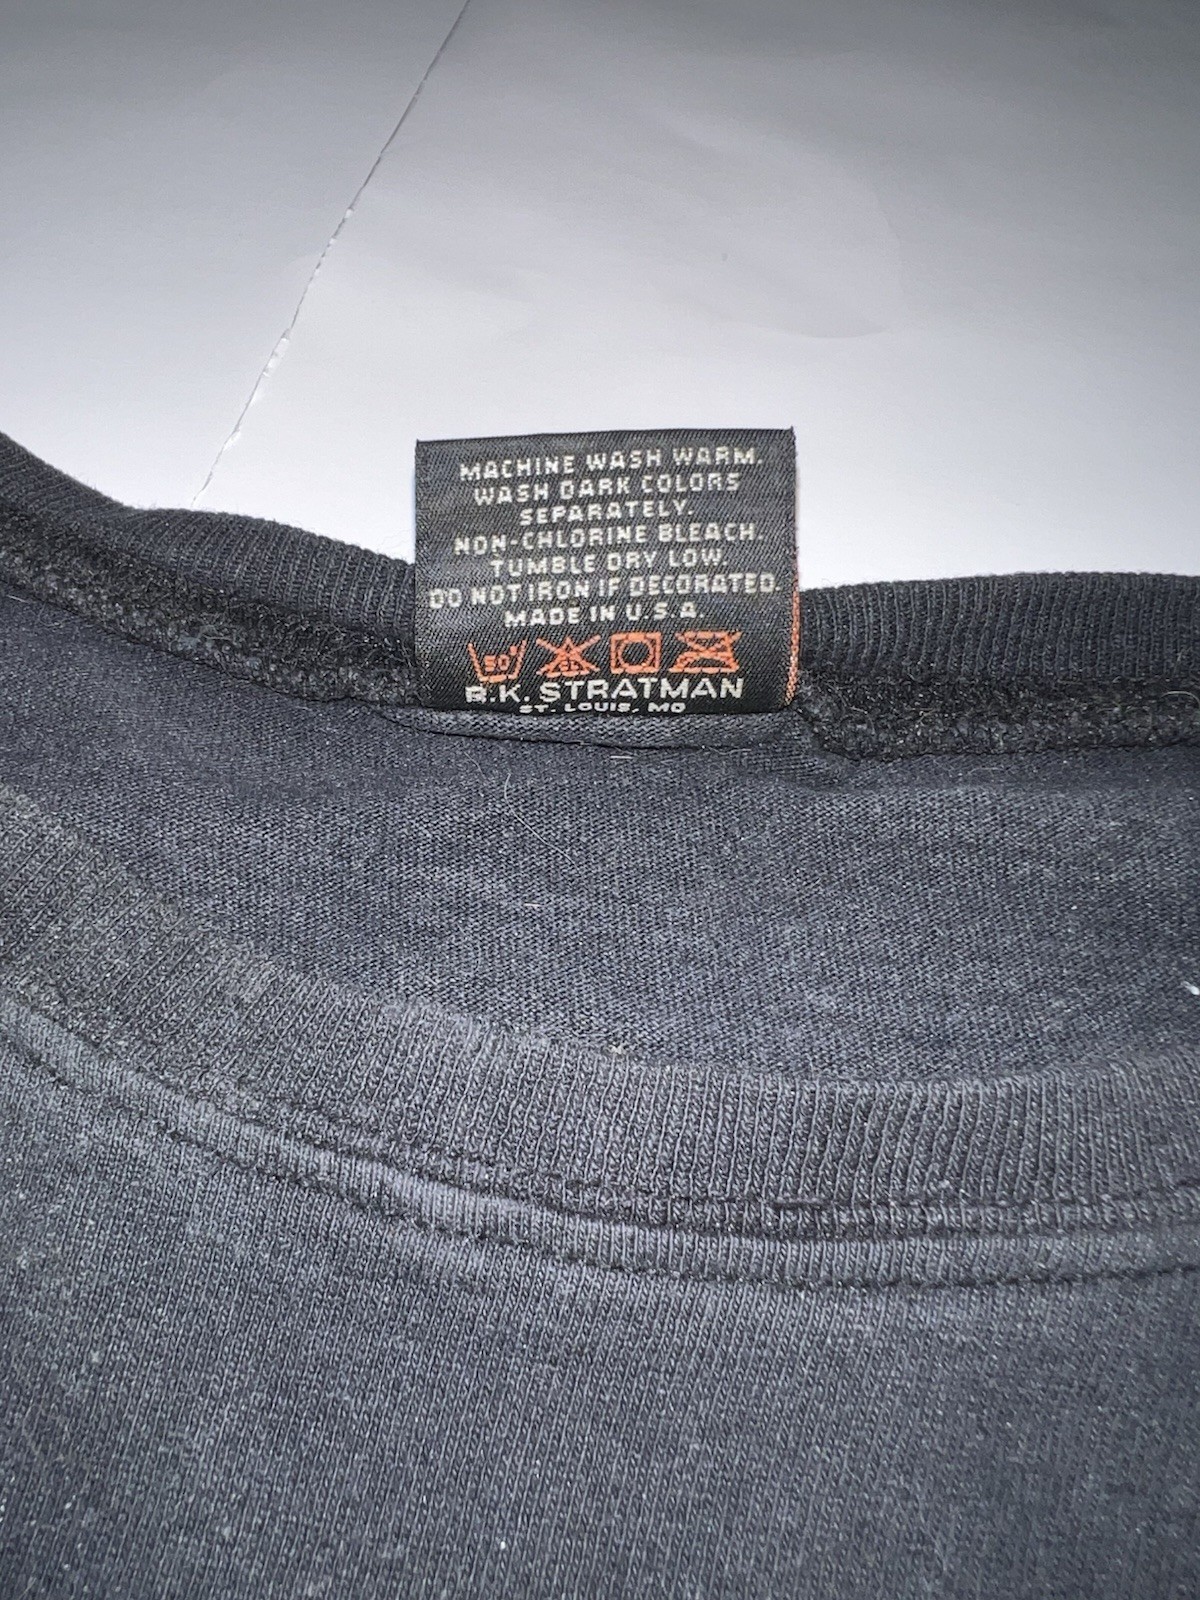 MACHINE WASH WARM.
WASH DARK COLORS
SEPARATELY.
NON-CHLORINE BLEACH.
TUMBLE DRY LOW.
DO NOT IRON IF DECORATED.
MADE IN U.S.A.
50°
B.K. STRATMAN
ST. LOUIS, MO